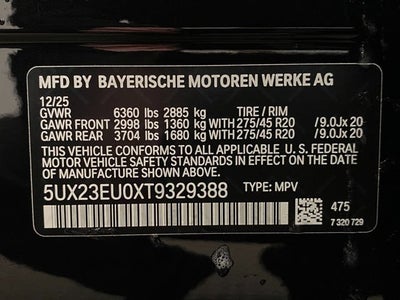 MFD BY BAYERISCHE MOTOREN WERKE AG
12/25
GVWR 6360 lbs 2885 kg TIRE / RIM
GAWR FRONT 2998 lbs 1360 kg WITH 275/45 R20 /9.0Jx 20
GAWR REAR 3704 lbs 1680 kg WITH 275/45 R20 /9.0Jx 20
THIS VEHICLE CONFORMS TO ALL APPLICABLE U. S. FEDERAL
MOTOR VEHICLE SAFETY STANDARDS IN EFFECT ON THE DATE
OF MANUFACTURE SHOWN ABOVE.
5UX23EU0XT9329388 TYPE: MPV
475
7 320 729